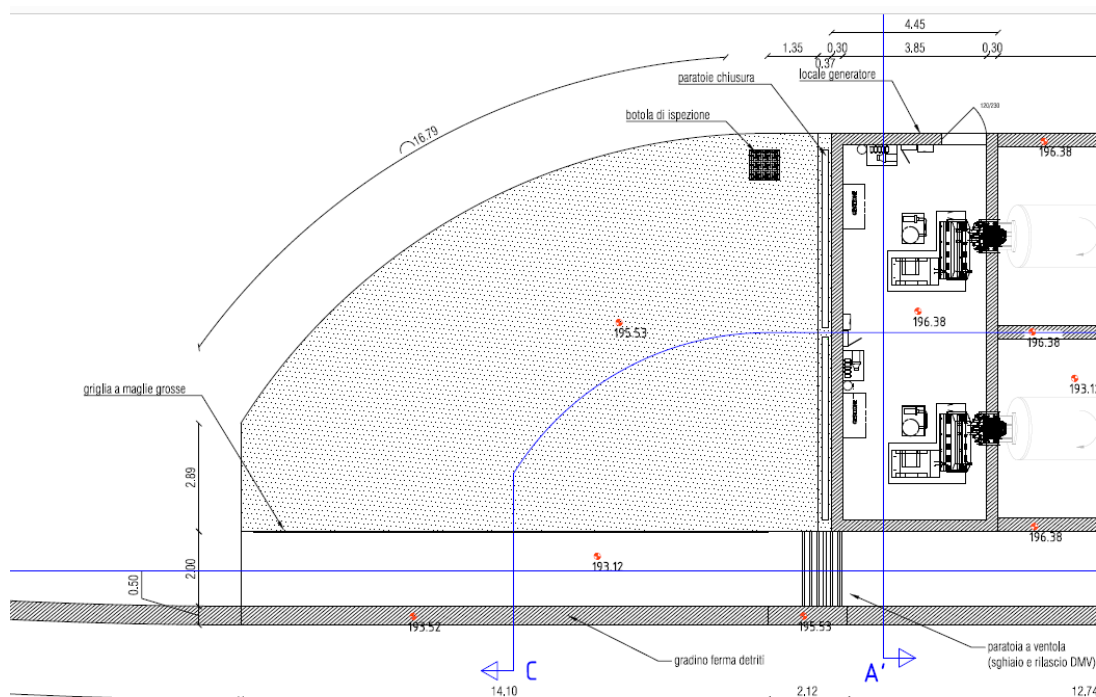 4.45
1.35
0,30
3.85
0,30
0.37
paratoie chiusura
locale generatore
120/230
botola di ispezione
16.79
196.38
195.53
196.38
196.38
193.12
griglia a maglie grosse
2.89
196.38
2.00
193.12
0.50
193.52
195.53
gradino ferma detriti
C
A'
paratoia a ventola
(sghiaio e rilascio DMV)
14,10
2,12
12,74